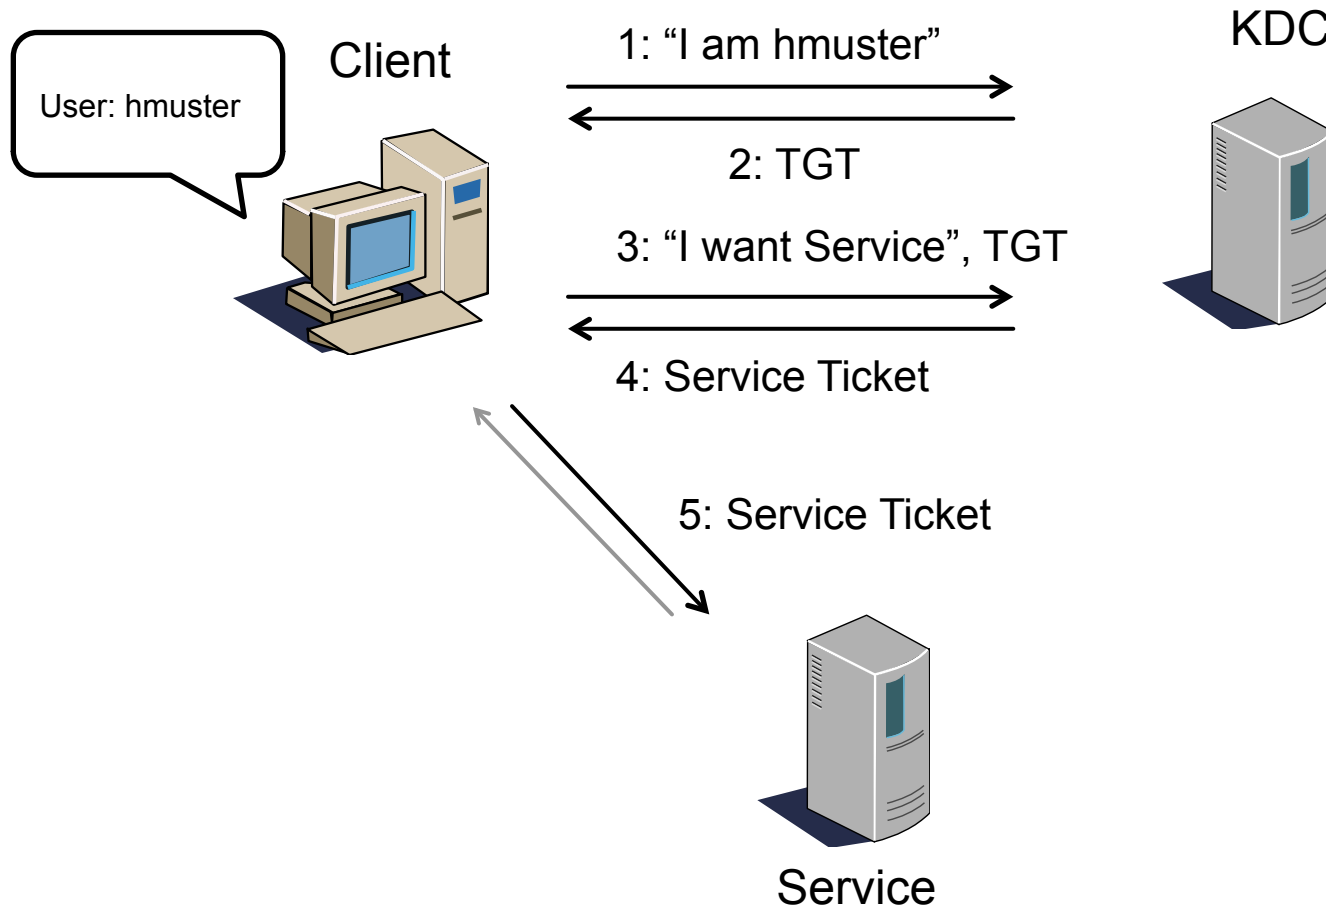 Client
KDC
User: hmuster
1: “I am hmuster”
2: TGT
3: “I want Service”, TGT
4: Service Ticket
5: Service Ticket
Service